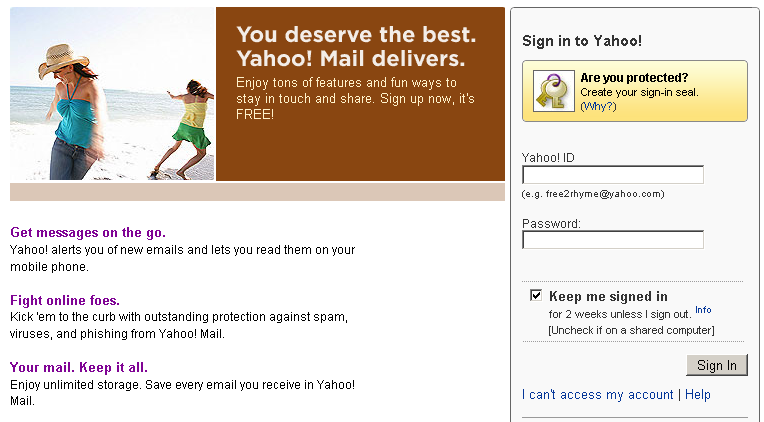 You deserve the best.
Yahoo! Mail delivers.
Enjoy tons of features and fun ways to
stay in touch and share. Sign up now, it's
FREE!
Get messages on the go.
Yahoo! alerts you of new emails and lets you read them on your
mobile phone.
Fight online foes.
Kick 'em to the curb with outstanding protection against spam,
viruses, and phishing from Yahoo! Mail.
Your mail. Keep it all.
Enjoy unlimited storage. Save every email you receive in Yahoo!
Mail.
Sign in to Yahoo!
Are you protected?
Create your sign-in seal.
(Why?)
Yahoo! ID
(e.g. free2rhyme@yahoo.com)
Password:
Keep me signed in
for 2 weeks unless I sign out. Info
[Uncheck if on a shared computer]
Sign In
I can't access my account | Help